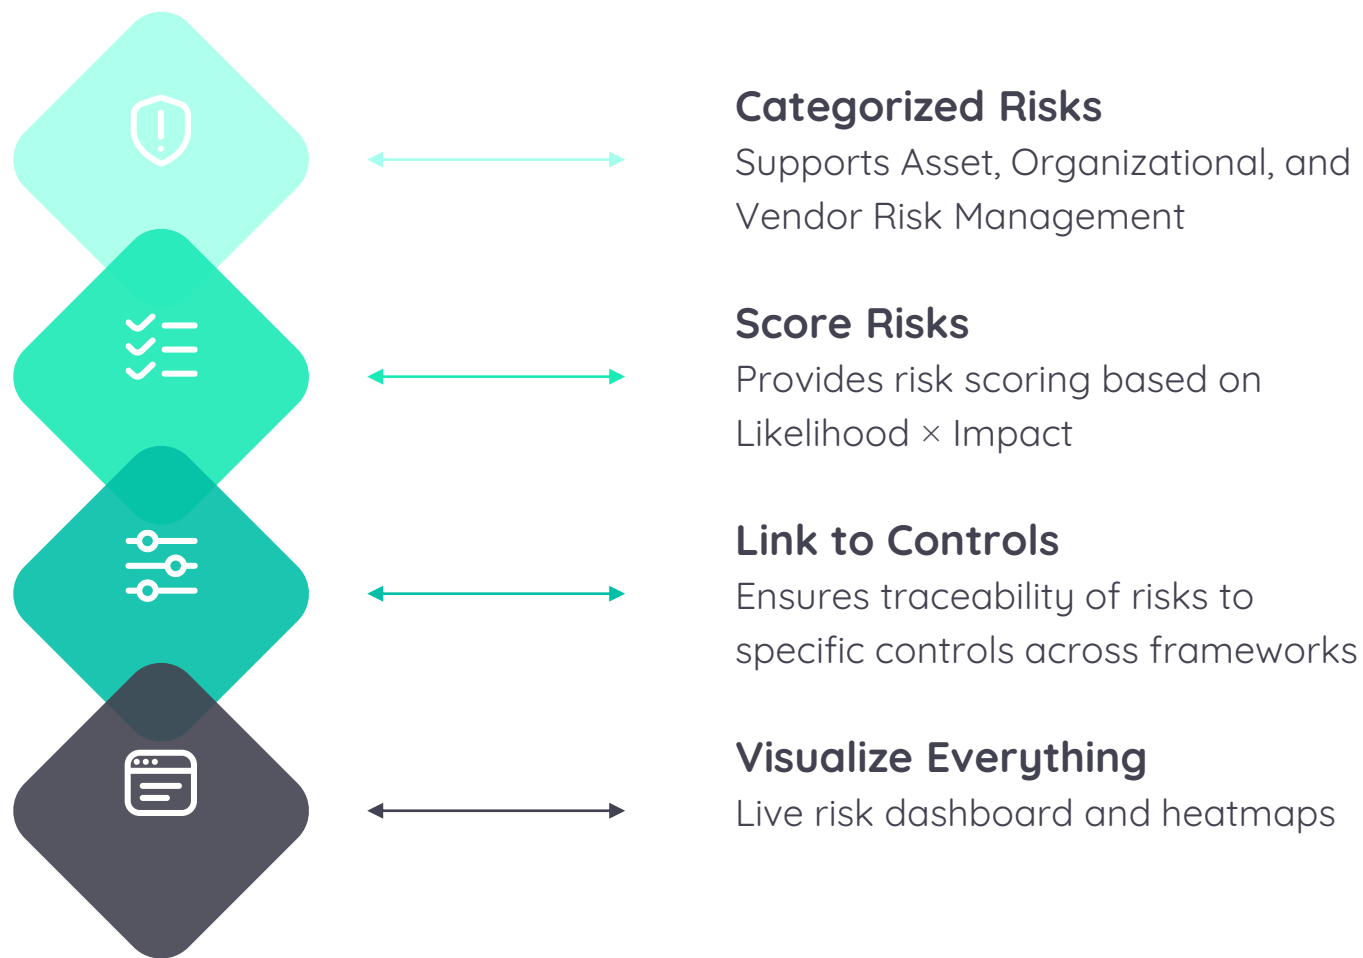 Categorized Risks
Supports Asset, Organizational, and
Vendor Risk Management
Score Risks
Provides risk scoring based on
Likelihood × Impact
Link to Controls
Ensures traceability of risks to
specific controls across frameworks
Visualize Everything
Live risk dashboard and heatmaps